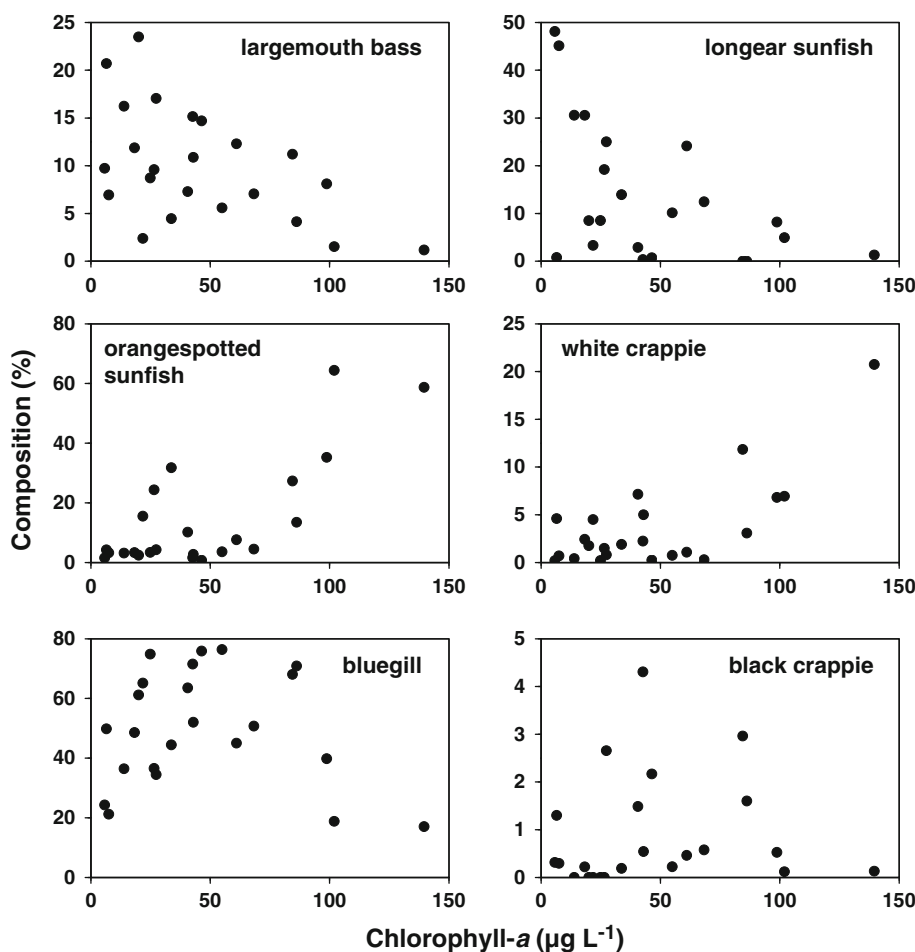 largemouth bass
25
20
15
10
5
0
0 50 100 150
longear sunfish
50
40
30
20
10
0
0 50 100 150
orangespotted
sunfish
80
60
40
20
0
0 50 100 150
white crappie
25
20
15
10
5
0
0 50 100 150
bluegill
80
60
40
20
0
0 50 100 150
black crappie
5
4
3
2
1
0
0 50 100 150
Composition (%)
Chlorophyll-a (µg L⁻¹)